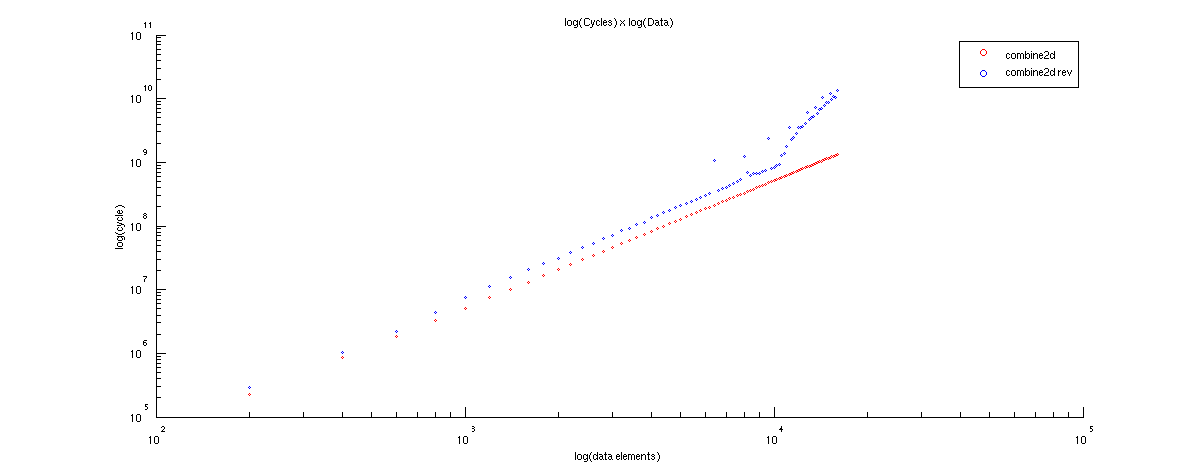 log(Cycles) x log(Data)
combine2d
combine2d rev
10^11
10^10
10^9
10^8
10^7
10^6
10^5
log(cycle)
10^2
10^3
10^4
10^5
log(data elements)